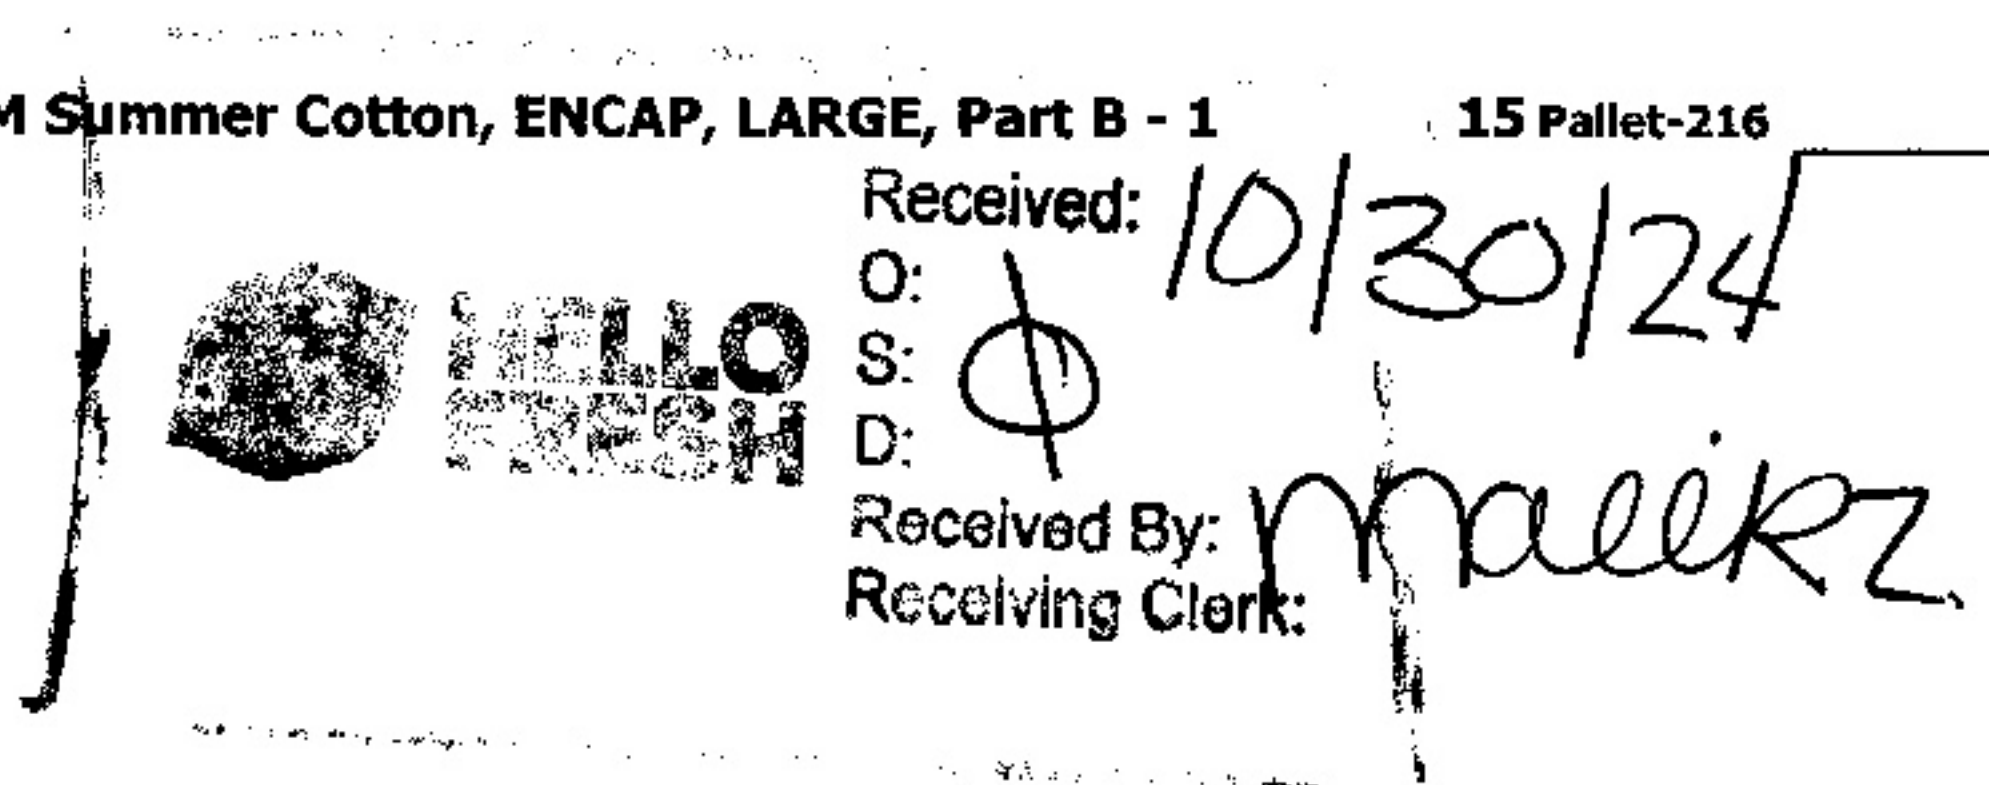 M Summer Cotton, ENCAP, LARGE, Part B - 1 15 Pallet-216
Received: 10/30/24
HELLO
FRESH
O:
S: Ø
D:
Received By: Malik Z.
Receiving Clerk: